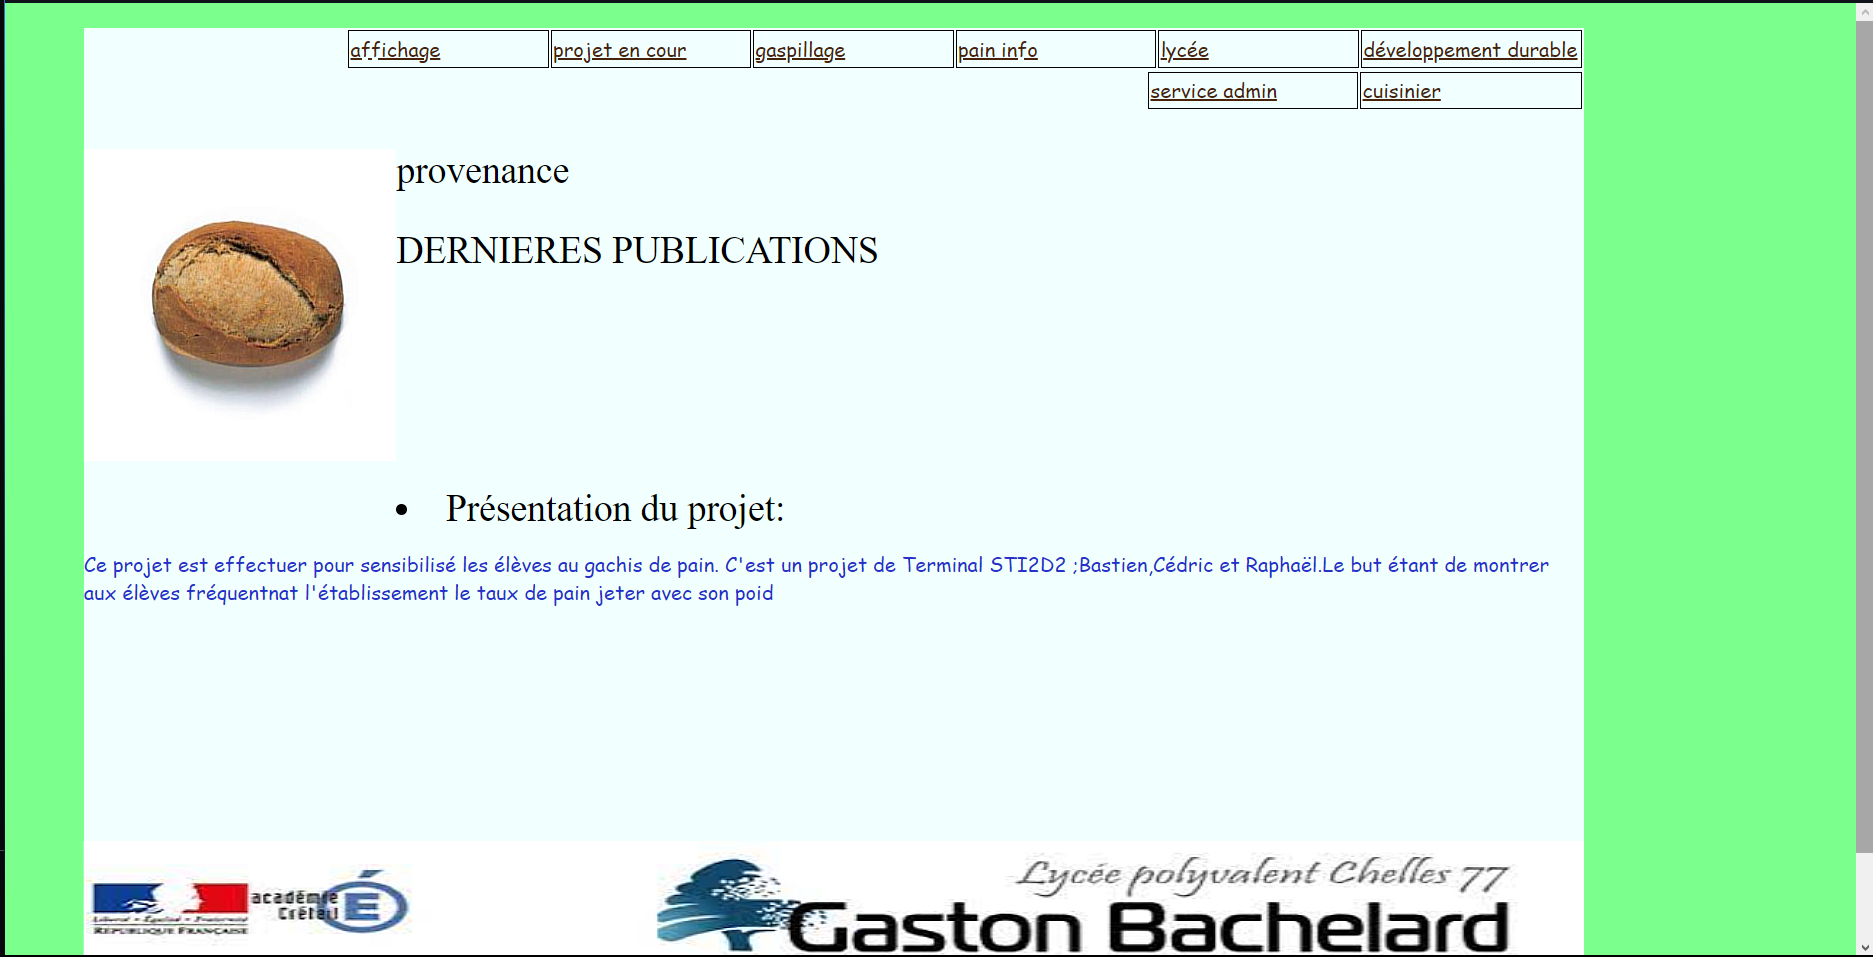 affichage projet en cour gaspillage pain info lycée développement durable
service admin cuisinier
provenance
DERNIERES PUBLICATIONS
• Présentation du projet:
Ce projet est effectuer pour sensibilisé les élèves au gachis de pain. C'est un projet de Terminal STI2D2 ;Bastien,Cédric et Raphaël.Le but étant de montrer
aux élèves fréquentnat l'établissement le taux de pain jeter avec son poid
Liberté • Égalité • Fraternité
RÉPUBLIQUE FRANÇAISE
académie
Créteil
Lycée polyvalent Chelles 77
Gaston Bachelard